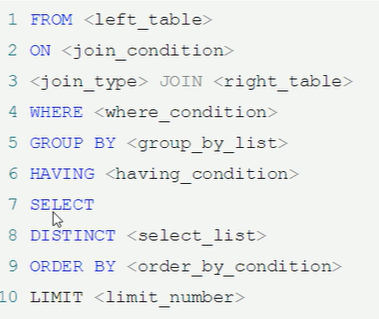 1 FROM <left_table>
2 ON <join_condition>
3 <join_type> JOIN <right_table>
4 WHERE <where_condition>
5 GROUP BY <group_by_list>
6 HAVING <having_condition>
7 SELECT
8 DISTINCT <select_list>
9 ORDER BY <order_by_condition>
10 LIMIT <limit_number>